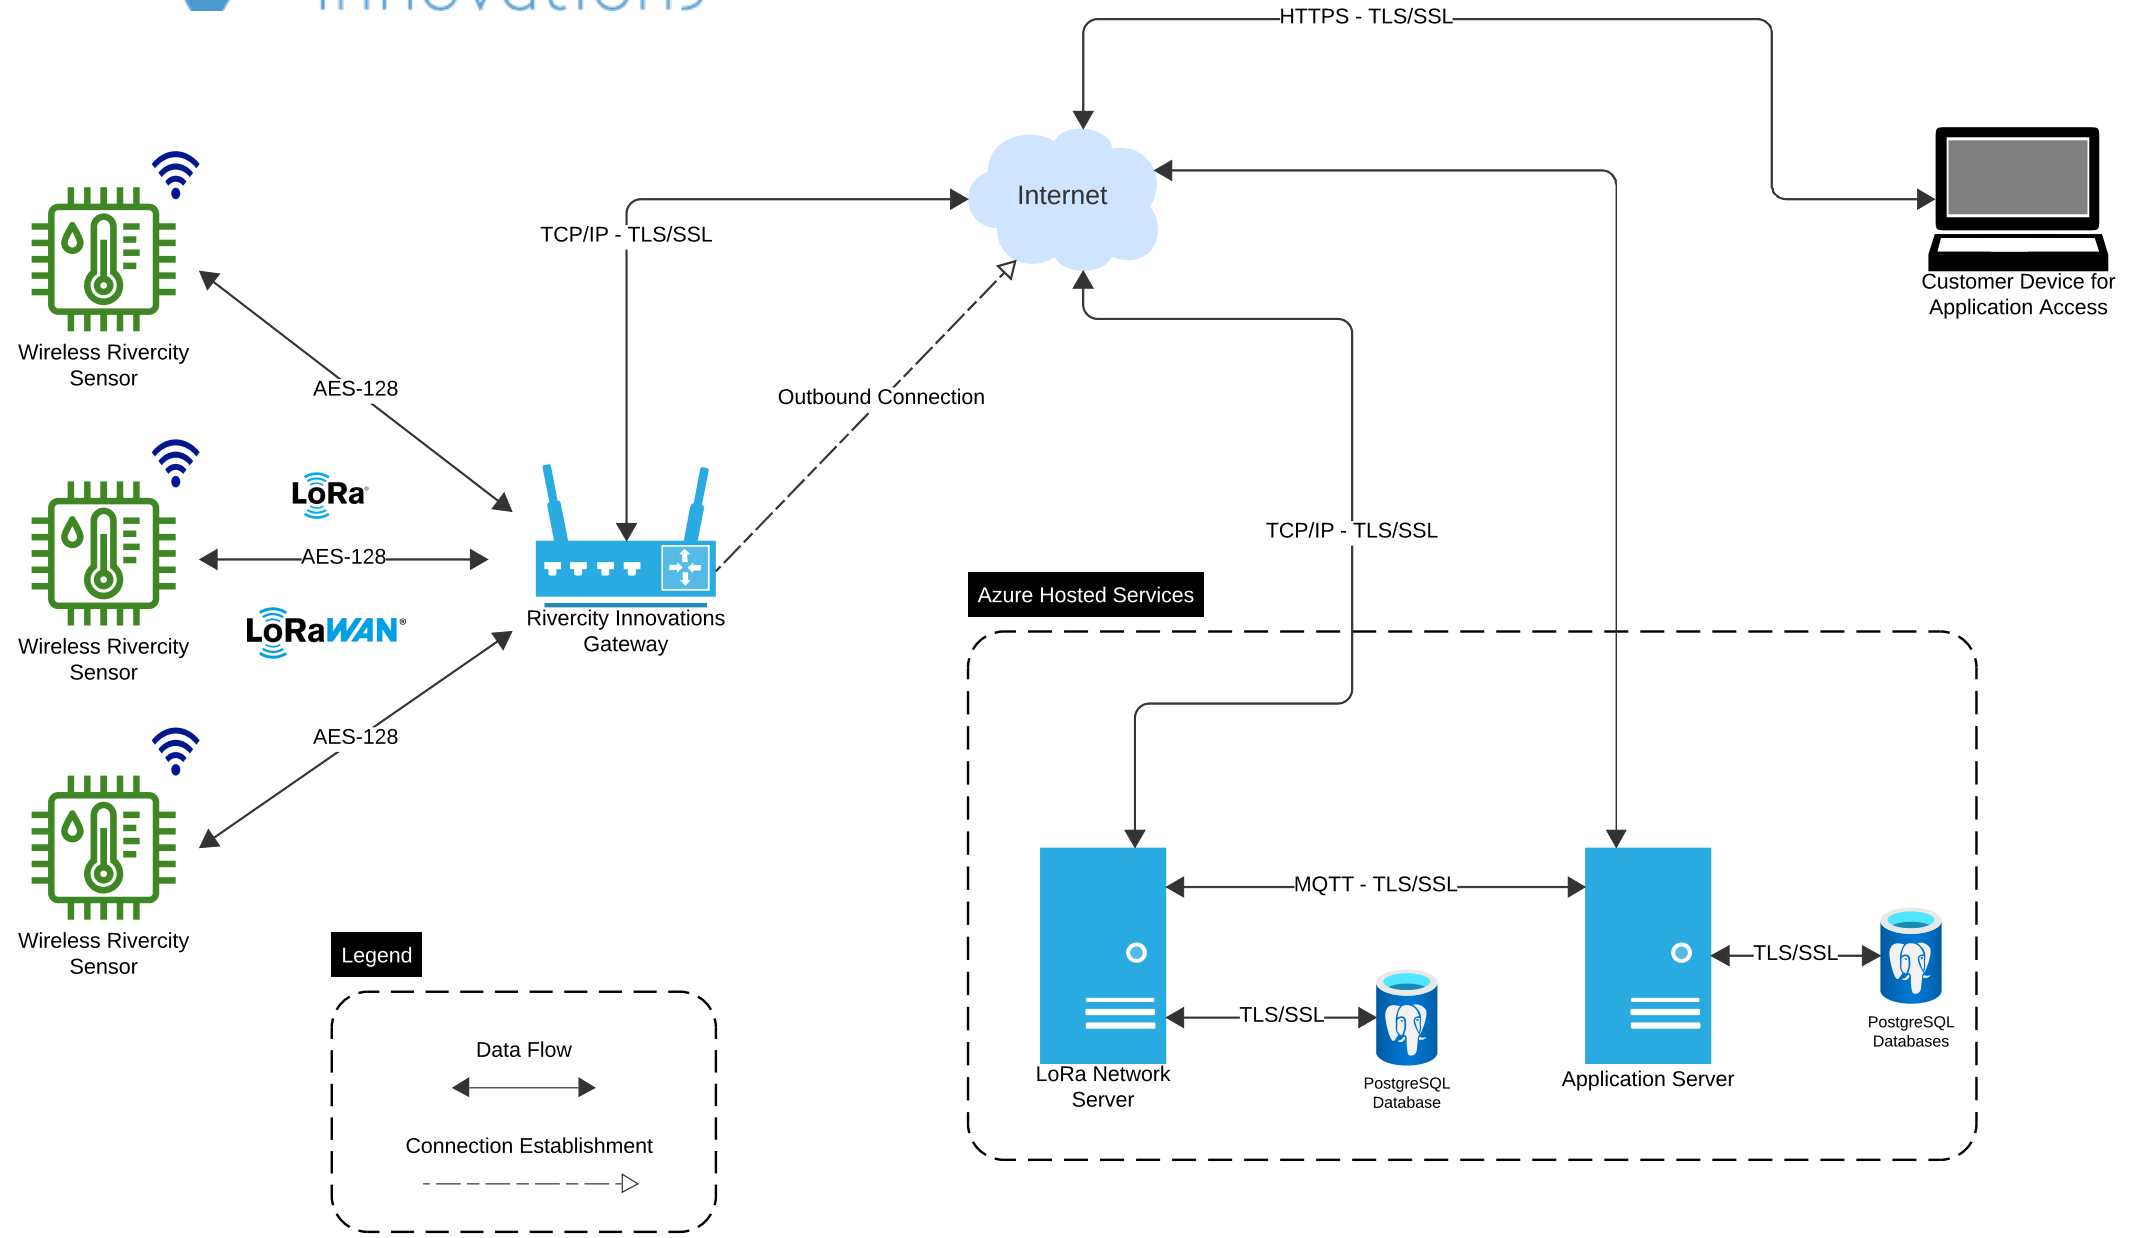 innovations
HTTPS - TLS/SSL
Internet
TCP/IP - TLS/SSL
Customer Device for
Application Access
Wireless Rivercity
Sensor
AES-128
Outbound Connection
LoRa®
AES-128
LoRaWAN®
Rivercity Innovations
Gateway
Wireless Rivercity
Sensor
TCP/IP - TLS/SSL
Azure Hosted Services
AES-128
Wireless Rivercity
Sensor
MQTT - TLS/SSL
TLS/SSL
TLS/SSL
PostgreSQL
Databases
PostgreSQL
Database
LoRa Network
Server
Application Server
Legend
Data Flow
Connection Establishment